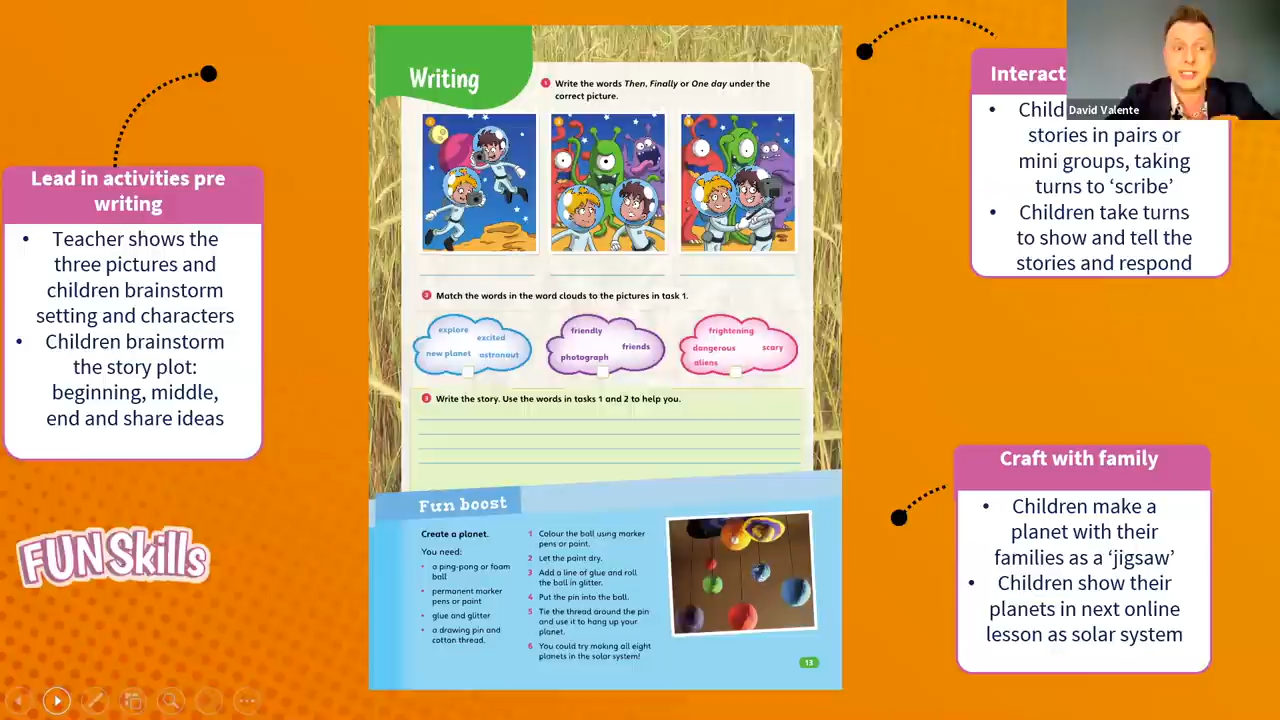 Lead in activities pre
writing
• Teacher shows the
three pictures and
children brainstorm
setting and characters
• Children brainstorm
the story plot:
beginning, middle,
end and share ideas
FUN Skills
Writing
1 Write the words Then, Finally or One day under the
correct picture.
1
2
3
2 Match the words in the word clouds to the pictures in task 1.
explore
excited
new planet astronaut
friendly
friends
photograph
frightening
dangerous scary
aliens
3 Write the story. Use the words in tasks 1 and 2 to help you.
Fun boost
Create a planet.
You need:
• a ping-pong or foam
ball
• permanent marker
pens or paint
• glue and glitter
• a drawing pin and
cotton thread.
1 Colour the ball using marker
pens or paint.
2 Let the paint dry.
3 Add a line of glue and roll
the ball in glitter.
4 Put the pin into the ball.
5 Tie the thread around the pin
and use it to hang up your
planet.
6 You could try making all eight
planets in the solar system!
13
Interact
David Valente
• Child
stories in pairs or
mini groups, taking
turns to ‘scribe’
• Children take turns
to show and tell the
stories and respond
Craft with family
• Children make a
planet with their
families as a ‘jigsaw’
• Children show their
planets in next online
lesson as solar system